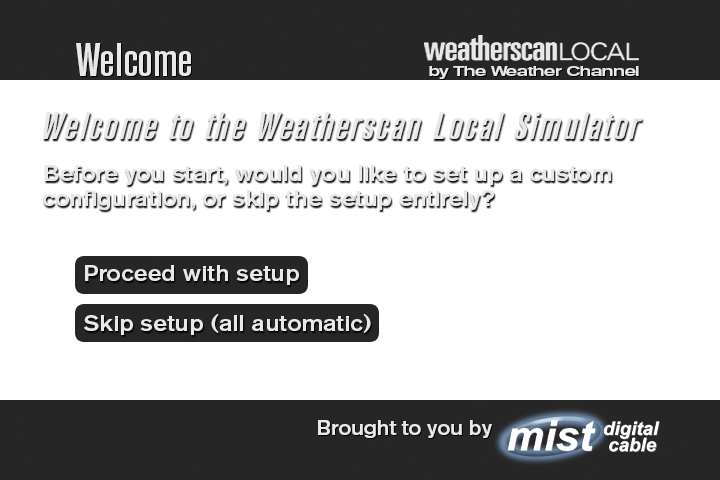 Welcome
weatherscanLOCAL
by The Weather Channel
Welcome to the Weatherscan Local Simulator
Before you start, would you like to set up a custom
configuration, or skip the setup entirely?
Proceed with setup
Skip setup (all automatic)
Brought to you by
mist digital
cable